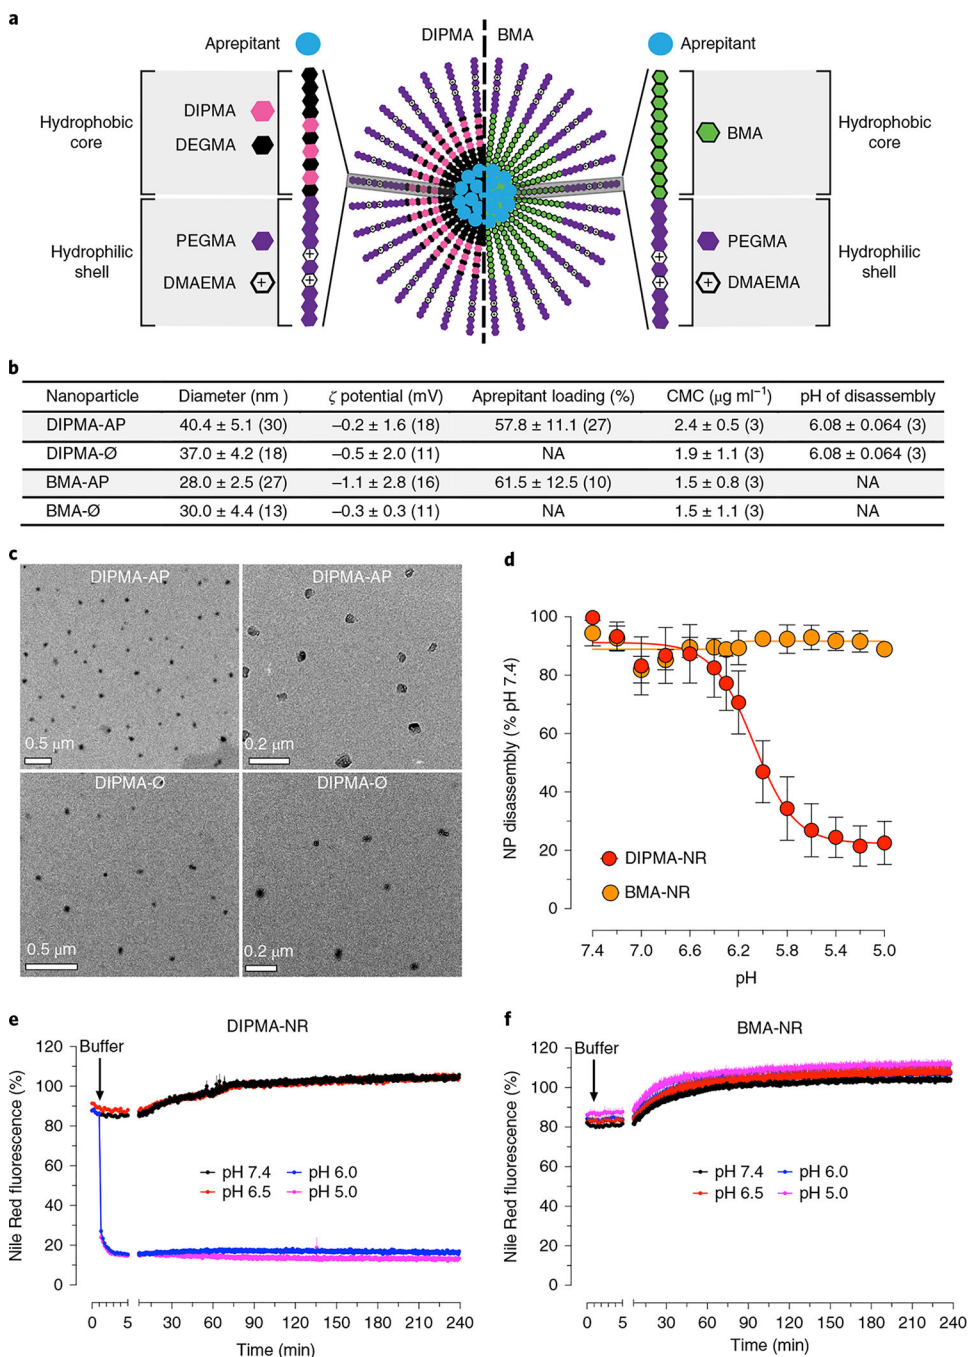 a
DIPMA BMA
Aprepitant
Aprepitant
Hydrophobic
core
DIPMA
DEGMA
BMA
Hydrophobic
core
Hydrophilic
shell
PEGMA
DMAEMA
+
+
+
+
+
+
PEGMA
DMAEMA
Hydrophilic
shell
b
Nanoparticle Diameter (nm ) ζ potential (mV) Aprepitant loading (%) CMC (μg ml⁻¹) pH of disassembly
DIPMA-AP 40.4 ± 5.1 (30) –0.2 ± 1.6 (18) 57.8 ± 11.1 (27) 2.4 ± 0.5 (3) 6.08 ± 0.064 (3)
DIPMA-Ø 37.0 ± 4.2 (18) –0.5 ± 2.0 (11) NA 1.9 ± 1.1 (3) 6.08 ± 0.064 (3)
BMA-AP 28.0 ± 2.5 (27) –1.1 ± 2.8 (16) 61.5 ± 12.5 (10) 1.5 ± 0.8 (3) NA
BMA-Ø 30.0 ± 4.4 (13) –0.3 ± 0.3 (11) NA 1.5 ± 1.1 (3) NA
c
DIPMA-AP
0.5 μm
DIPMA-AP
0.2 μm
DIPMA-Ø
0.5 μm
DIPMA-Ø
0.2 μm
d
NP disassembly (% pH 7.4)
100
80
60
40
20
0
DIPMA-NR
BMA-NR
7.4 7.0 6.6 6.2 5.8 5.4 5.0
pH
e
DIPMA-NR
Buffer
Nile Red fluorescence (%)
120
100
80
60
40
20
0
pH 7.4 pH 6.0
pH 6.5 pH 5.0
0 5 30 60 90 120 150 180 210 240
Time (min)
f
BMA-NR
Buffer
Nile Red fluorescence (%)
120
100
80
60
40
20
0
pH 7.4 pH 6.0
pH 6.5 pH 5.0
0 5 30 60 90 120 150 180 210 240
Time (min)